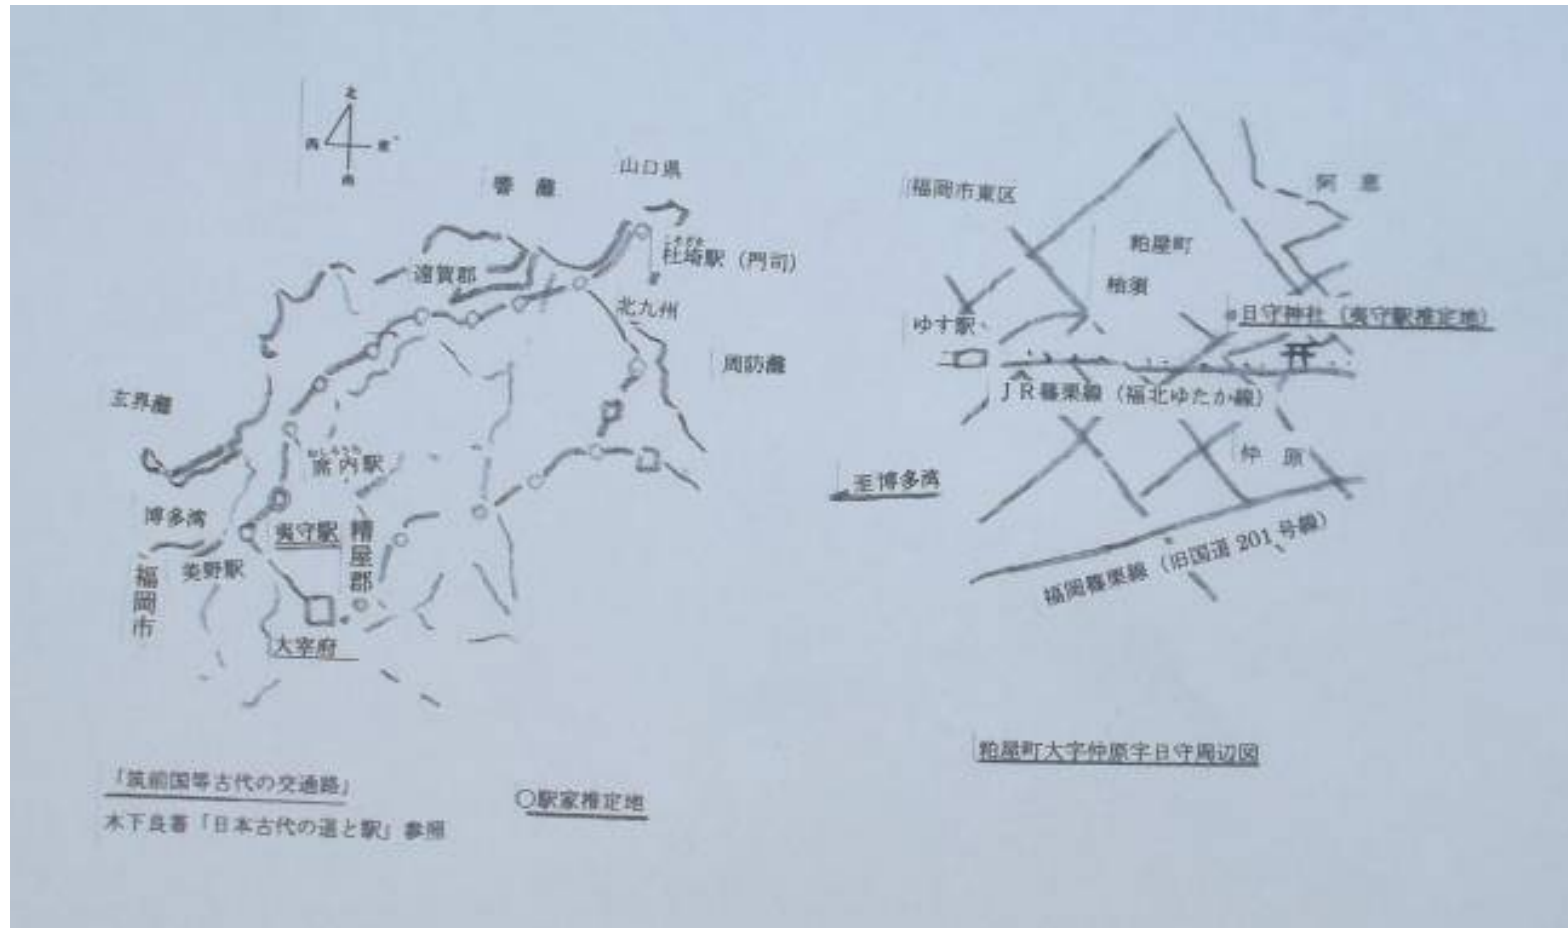 北
西
東
南
響灘
山口県
遠賀郡
社埼駅（門司）
北九州
周防灘
玄界灘
席内駅
博多湾
夷守駅
糟屋郡
美野駅
福岡市
大宰府
「筑前国等古代の交通路」
木下良著「日本古代の道と駅」参照
○駅家推定地
福岡市東区
阿恵
粕屋町
柚須
ゆす駅
日守神社（夷守駅推定地）
JR篠栗線（福北ゆたか線）
仲原
至博多湾
福岡篠栗線（旧国道201号線）
粕屋町大字仲原字日守周辺図